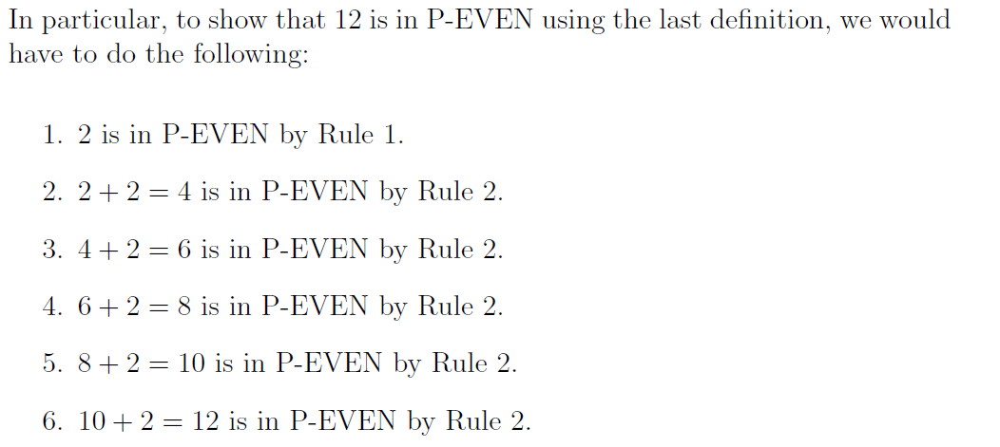 In particular, to show that 12 is in P-EVEN using the last definition, we would
have to do the following:
1. 2 is in P-EVEN by Rule 1.
2. 2 + 2 = 4 is in P-EVEN by Rule 2.
3. 4 + 2 = 6 is in P-EVEN by Rule 2.
4. 6 + 2 = 8 is in P-EVEN by Rule 2.
5. 8 + 2 = 10 is in P-EVEN by Rule 2.
6. 10 + 2 = 12 is in P-EVEN by Rule 2.